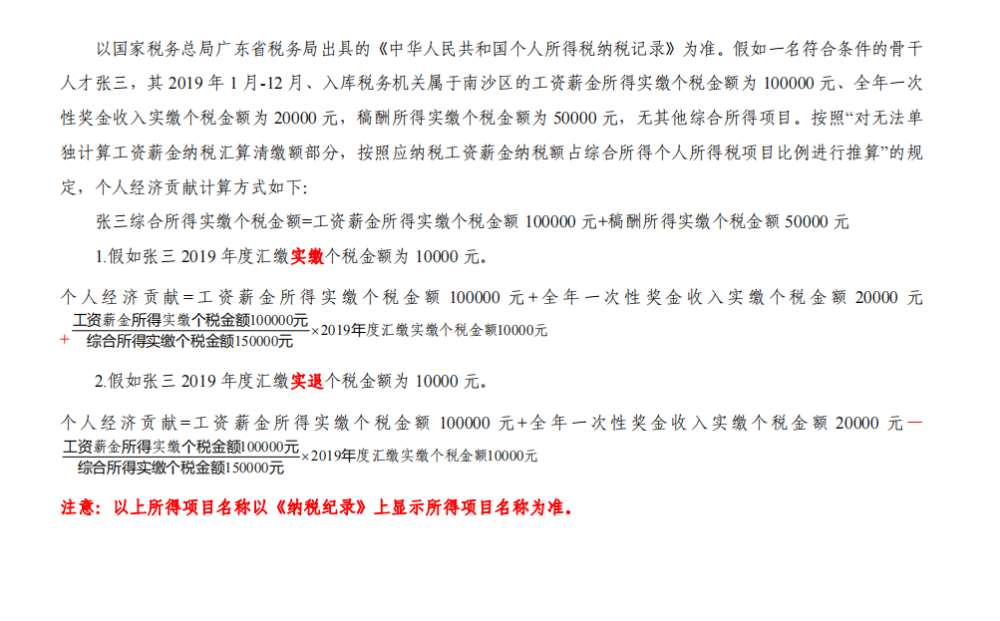 以国家税务总局广东省税务局出具的《中华人民共和国个人所得税纳税记录》为准。假如一名符合条件的骨干
人才张三，其 2019 年 1 月-12 月、入库税务机关属于南沙区的工资薪金所得实缴个税金额为 100000 元、全年一次
性奖金收入实缴个税金额为 20000 元，稿酬所得实缴个税金额为 50000 元，无其他综合所得项目。按照“对无法单
独计算工资薪金纳税汇算清缴额部分，按照应纳税工资薪金纳税额占综合所得个人所得税项目比例进行推算”的规
定，个人经济贡献计算方式如下：
张三综合所得实缴个税金额=工资薪金所得实缴个税金额 100000 元+稿酬所得实缴个税金额 50000 元
1.假如张三 2019 年度汇缴实缴个税金额为 10000 元。
个人经济贡献=工资薪金所得实缴个税金额 100000 元+全年一次性奖金收入实缴个税金额 20000 元
+ 工资薪金所得实缴个税金额100000元
综合所得实缴个税金额150000元 ×2019年度汇缴实缴个税金额10000元
2.假如张三 2019 年度汇缴实退个税金额为 10000 元。
个人经济贡献=工资薪金所得实缴个税金额 100000 元+全年一次性奖金收入实缴个税金额 20000 元—
工资薪金所得实缴个税金额100000元
综合所得实缴个税金额150000元 ×2019年度汇缴实缴个税金额10000元
注意：以上所得项目名称以《纳税纪录》上显示所得项目名称为准。